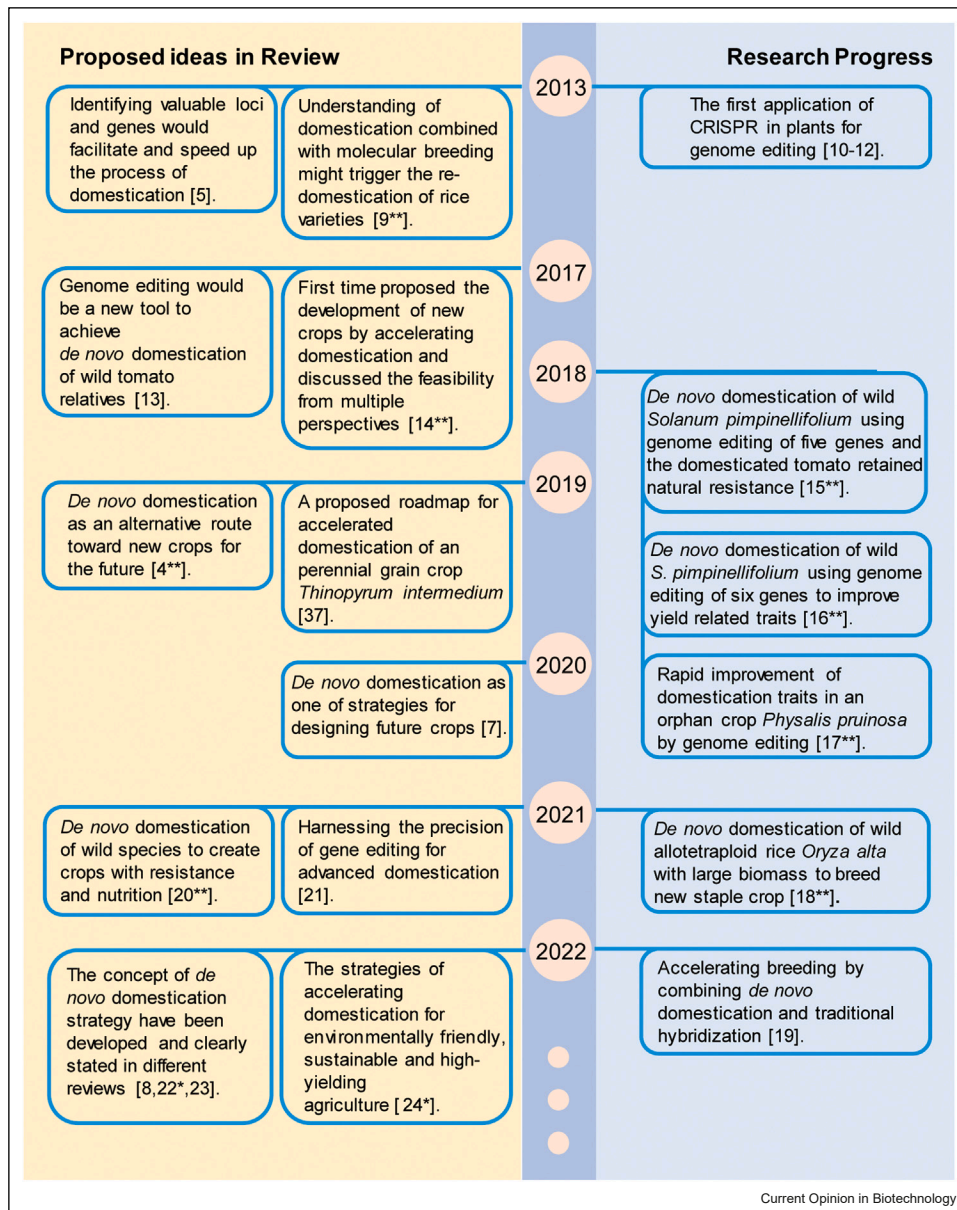 Proposed ideas in Review
Research Progress
2013
Identifying valuable loci
and genes would
facilitate and speed up
the process of
domestication [5].
Understanding of
domestication combined
with molecular breeding
might trigger the re-
domestication of rice
varieties [9**].
The first application of
CRISPR in plants for
genome editing [10-12].
2017
Genome editing would
be a new tool to
achieve
de novo domestication
of wild tomato
relatives [13].
First time proposed the
development of new
crops by accelerating
domestication and
discussed the feasibility
from multiple
perspectives [14**].
2018
De novo domestication of wild
Solanum pimpinellifolium using
genome editing of five genes and
the domesticated tomato retained
natural resistance [15**].
De novo domestication of wild
S. pimpinellifolium using genome
editing of six genes to improve
yield related traits [16**].
Rapid improvement of
domestication traits in an
orphan crop Physalis pruinosa
by genome editing [17**].
2019
De novo domestication
as an alternative route
toward new crops for
the future [4**].
A proposed roadmap for
accelerated
domestication of an
perennial grain crop
Thinopyrum intermedium
[37].
2020
De novo domestication as
one of strategies for
designing future crops [7].
2021
De novo domestication
of wild species to create
crops with resistance
and nutrition [20**].
Harnessing the precision
of gene editing for
advanced domestication
[21].
De novo domestication of wild
allotetraploid rice Oryza alta
with large biomass to breed
new staple crop [18**].
2022
The concept of de
novo domestication
strategy have been
developed and clearly
stated in different
reviews [8,22*,23].
The strategies of
accelerating
domestication for
environmentally friendly,
sustainable and high-
yielding
agriculture [ 24*].
Accelerating breeding by
combining de novo
domestication and traditional
hybridization [19].
Current Opinion in Biotechnology